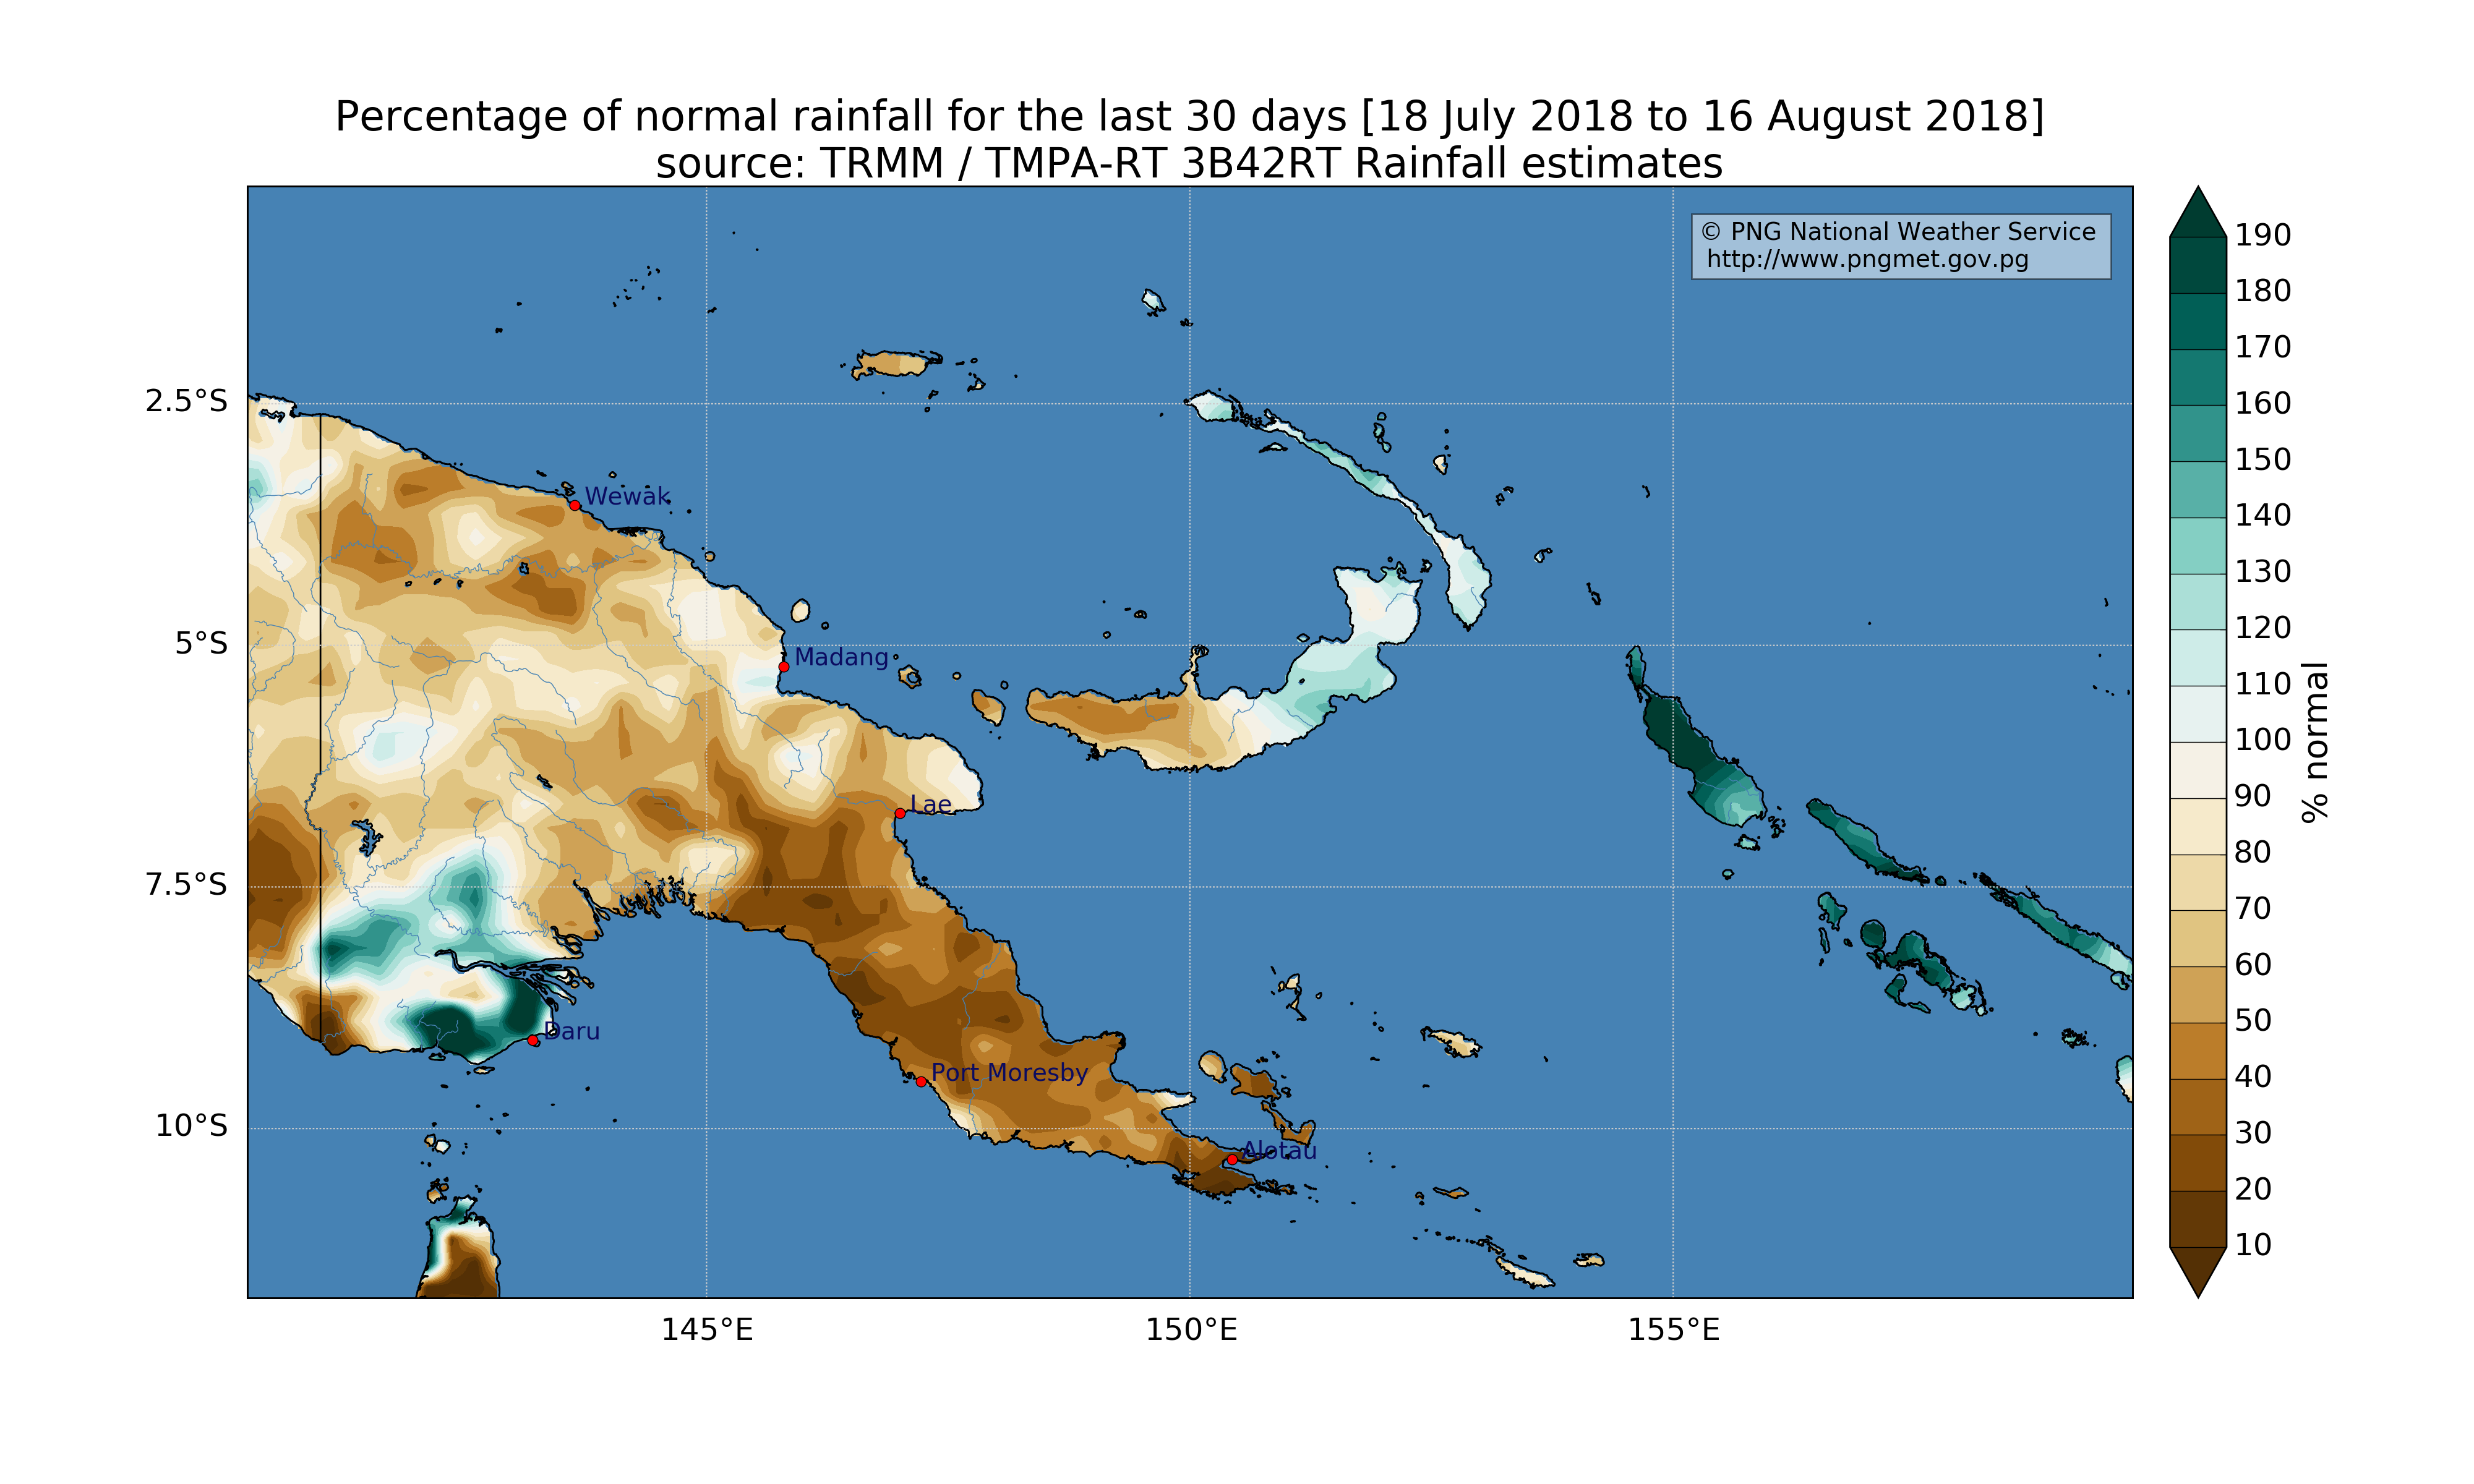 Percentage of normal rainfall for the last 30 days [18 July 2018 to 16 August 2018]
source: TRMM / TMPA-RT 3B42RT Rainfall estimates
© PNG National Weather Service
http://www.pngmet.gov.pg
2.5°S
5°S
7.5°S
10°S
145°E
150°E
155°E
Wewak
Madang
Lae
Daru
Port Moresby
Alotau
190
180
170
160
150
140
130
120
110
100
90
80
70
60
50
40
30
20
10
% normal